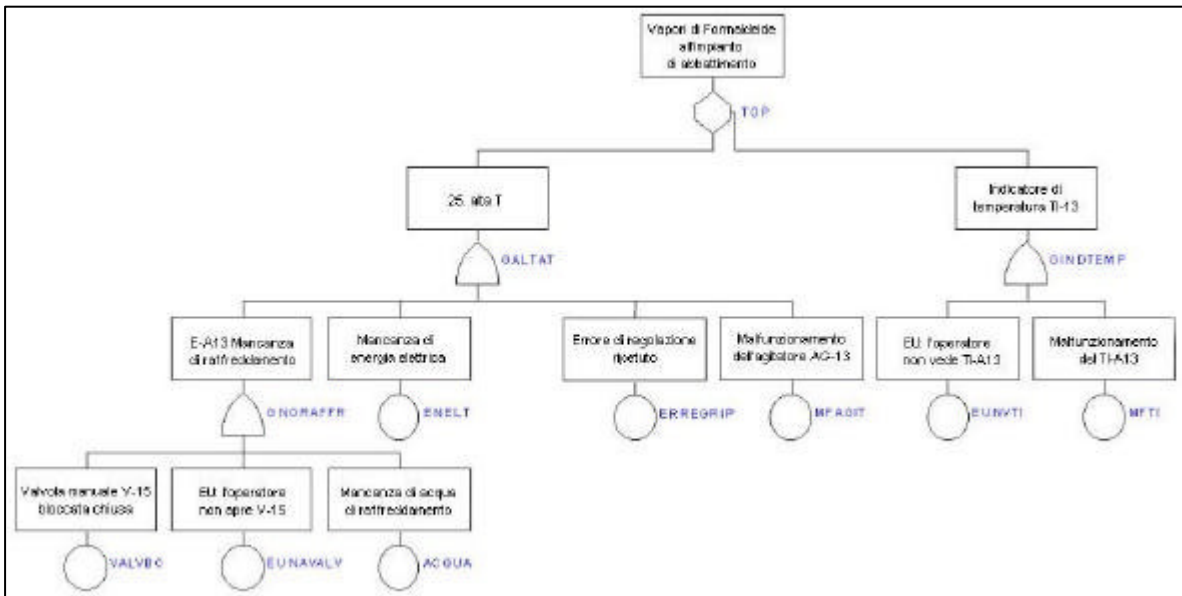 Vapori di Formaldeide
all'impianto
di abbattimento
TOP
25. alta T
Indicatore di
temperatura TI-13
GALTAT
GINDTEMP
E-A13 Mancanza
di raffreddamento
Mancanza di
energia elettrica
Errore di regolazione
ripetuto
Malfunzionamento
dell'agitatore AG-13
EU: l'operatore
non vede TI-A13
Malfunzionamento
del TI-A13
GNORAFFR
ENELT
ERREGRIP
MFAGIT
EUNVTI
MFTI
Valvola manuale V-15
bloccata chiusa
EU: l'operatore
non apre V-15
Mancanza di acqua
di raffreddamento
VALVBC
EUNAVALV
ACQUA